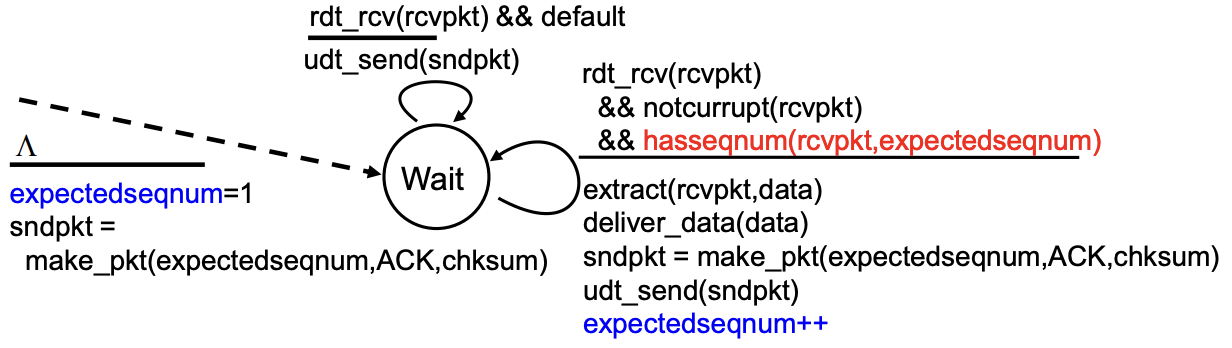 rdt_rcv(rcvpkt) && default
udt_send(sndpkt)
rdt_rcv(rcvpkt)
&& notcurrupt(rcvpkt)
&& hasseqnum(rcvpkt,expectedseqnum)
Λ
Wait
expectedseqnum=1
sndpkt =
make_pkt(expectedseqnum,ACK,chksum)
extract(rcvpkt,data)
deliver_data(data)
sndpkt = make_pkt(expectedseqnum,ACK,chksum)
udt_send(sndpkt)
expectedseqnum++